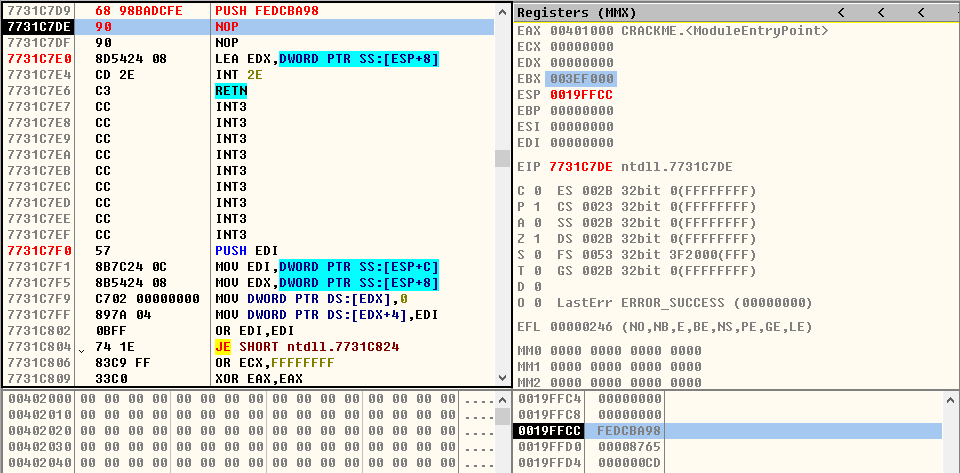 7731C7D9 68 98BADCFE PUSH FEDCBA98
7731C7DE 90 NOP
7731C7DF 90 NOP
7731C7E0 8D5424 08 LEA EDX,DWORD PTR SS:[ESP+8]
7731C7E4 CD 2E INT 2E
7731C7E6 C3 RETN
7731C7E7 CC INT3
7731C7E8 CC INT3
7731C7E9 CC INT3
7731C7EA CC INT3
7731C7EB CC INT3
7731C7EC CC INT3
7731C7ED CC INT3
7731C7EE CC INT3
7731C7EF CC INT3
7731C7F0 57 PUSH EDI
7731C7F1 8B7C24 0C MOV EDI,DWORD PTR SS:[ESP+C]
7731C7F5 8B5424 08 MOV EDX,DWORD PTR SS:[ESP+8]
7731C7F9 C702 00000000 MOV DWORD PTR DS:[EDX],0
7731C7FF 897A 04 MOV DWORD PTR DS:[EDX+4],EDI
7731C802 0BFF OR EDI,EDI
7731C804 74 1E JE SHORT ntdll.7731C824
7731C806 83C9 FF OR ECX,FFFFFFFF
7731C809 33C0 XOR EAX,EAX
Registers (MMX) < < <
EAX 00401000 CRACKME.<ModuleEntryPoint>
ECX 00000000
EDX 00000000
EBX 003EF000
ESP 0019FFCC
EBP 00000000
ESI 00000000
EDI 00000000
EIP 7731C7DE ntdll.7731C7DE
C 0 ES 002B 32bit 0(FFFFFFFF)
P 1 CS 0023 32bit 0(FFFFFFFF)
A 0 SS 002B 32bit 0(FFFFFFFF)
Z 1 DS 002B 32bit 0(FFFFFFFF)
S 0 FS 0053 32bit 3F2000(FFF)
T 0 GS 002B 32bit 0(FFFFFFFF)
D 0
O 0 LastErr ERROR_SUCCESS (00000000)
EFL 00000246 (NO,NB,E,BE,NS,PE,GE,LE)
MM0 0000 0000 0000 0000
MM1 0000 0000 0000 0000
MM2 0000 0000 0000 0000
00402000 00 00 00 00 00 00 00 00 00 00 00 00 00 00 00 00 ....
00402010 00 00 00 00 00 00 00 00 00 00 00 00 00 00 00 00 ....
00402020 00 00 00 00 00 00 00 00 00 00 00 00 00 00 00 00 ....
00402030 00 00 00 00 00 00 00 00 00 00 00 00 00 00 00 00 ....
00402040 00 00 00 00 00 00 00 00 00 00 00 00 00 00 00 00 ....
0019FFC4 00000000
0019FFC8 00000000
0019FFCC FEDCBA98
0019FFD0 00008765
0019FFD4 000000CD